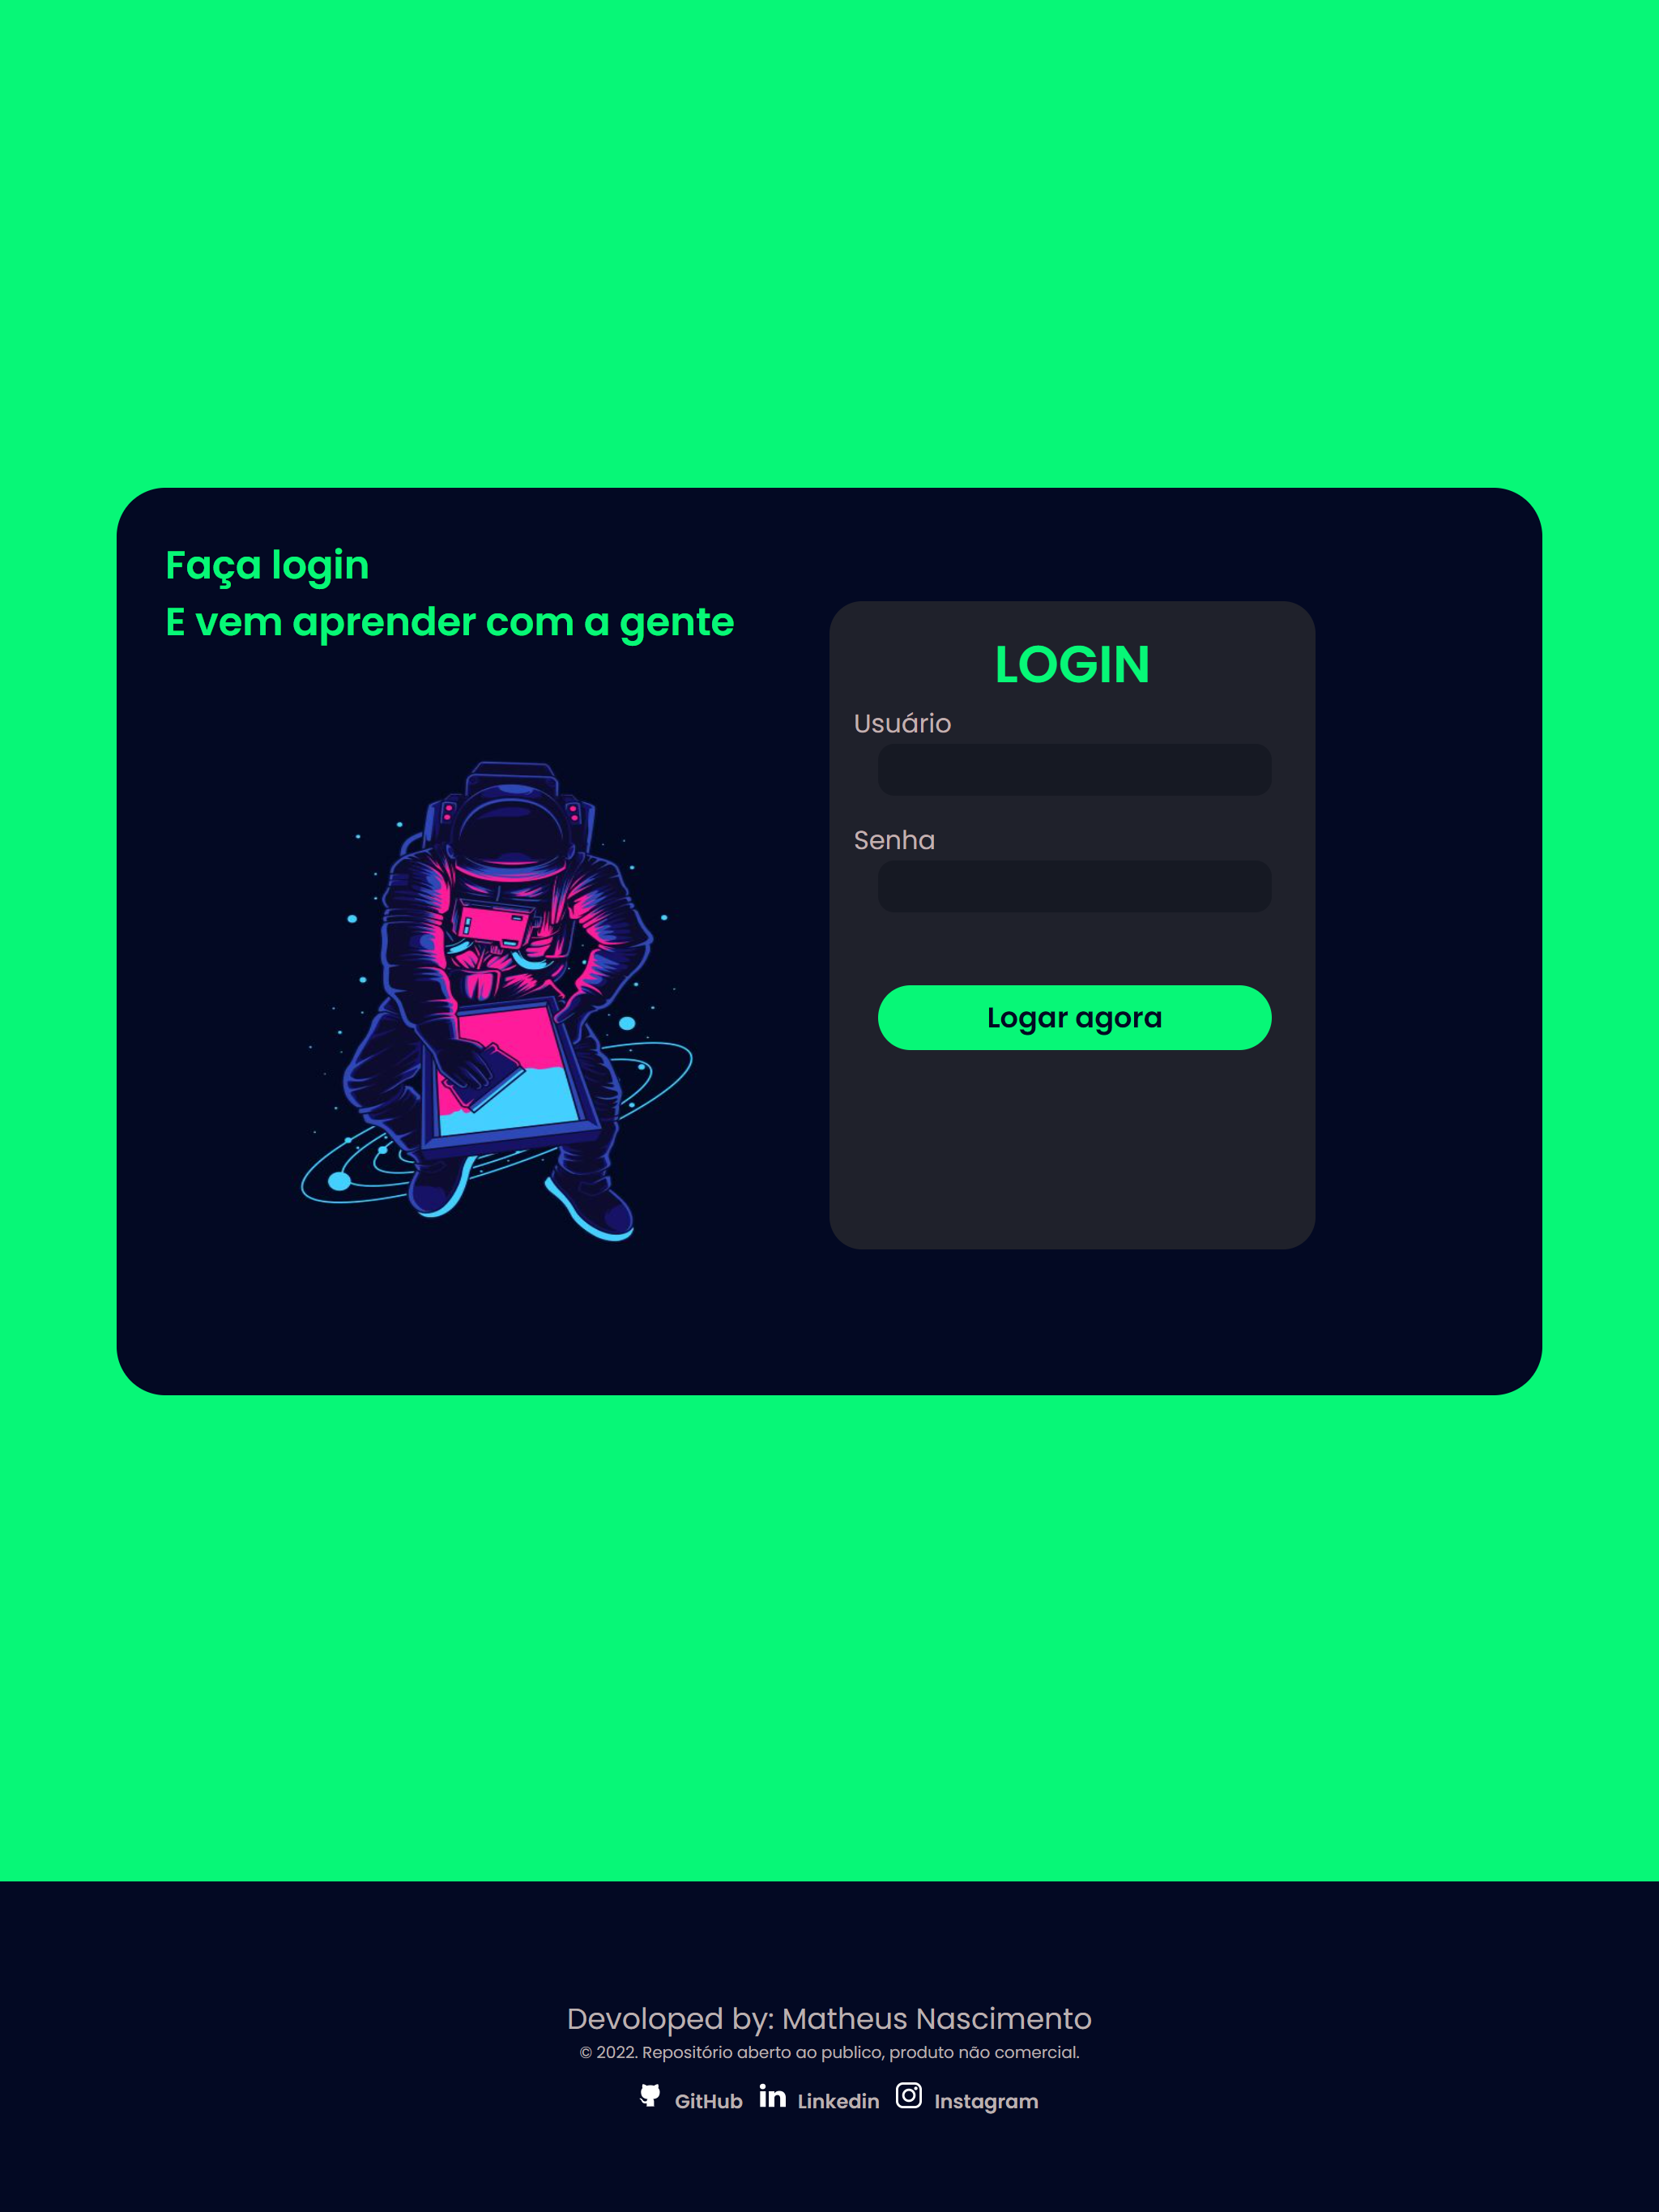 Faça login
E vem aprender com a gente
LOGIN
Usuário
Senha
Logar agora
Devoloped by: Matheus Nascimento
© 2022. Repositório aberto ao publico, produto não comercial.
GitHub Linkedin Instagram